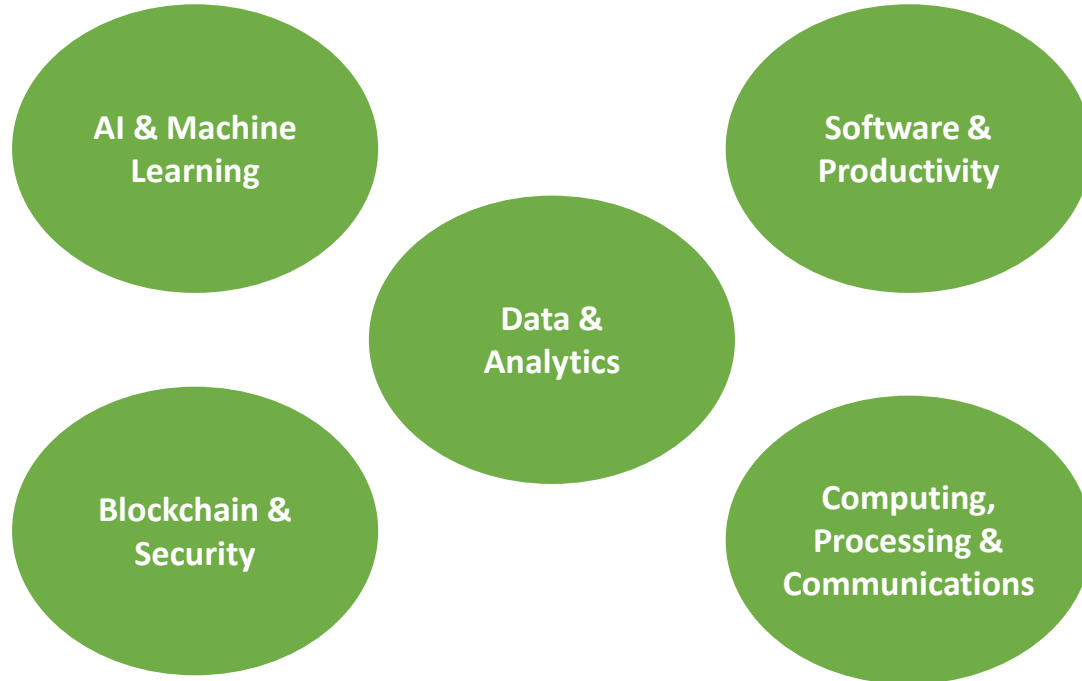 AI & Machine
Learning
Software &
Productivity
Data &
Analytics
Blockchain &
Security
Computing,
Processing &
Communications